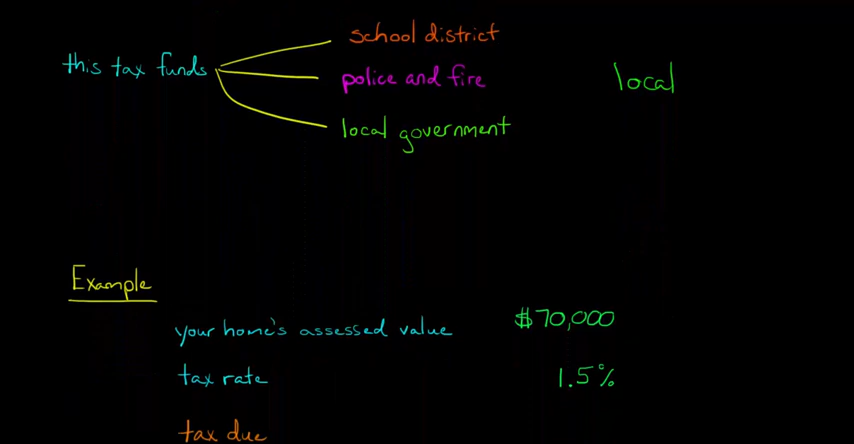 school district
this tax funds
police and fire
local
local government
Example
your home's assessed value $70,000
tax rate 1.5%
tax due